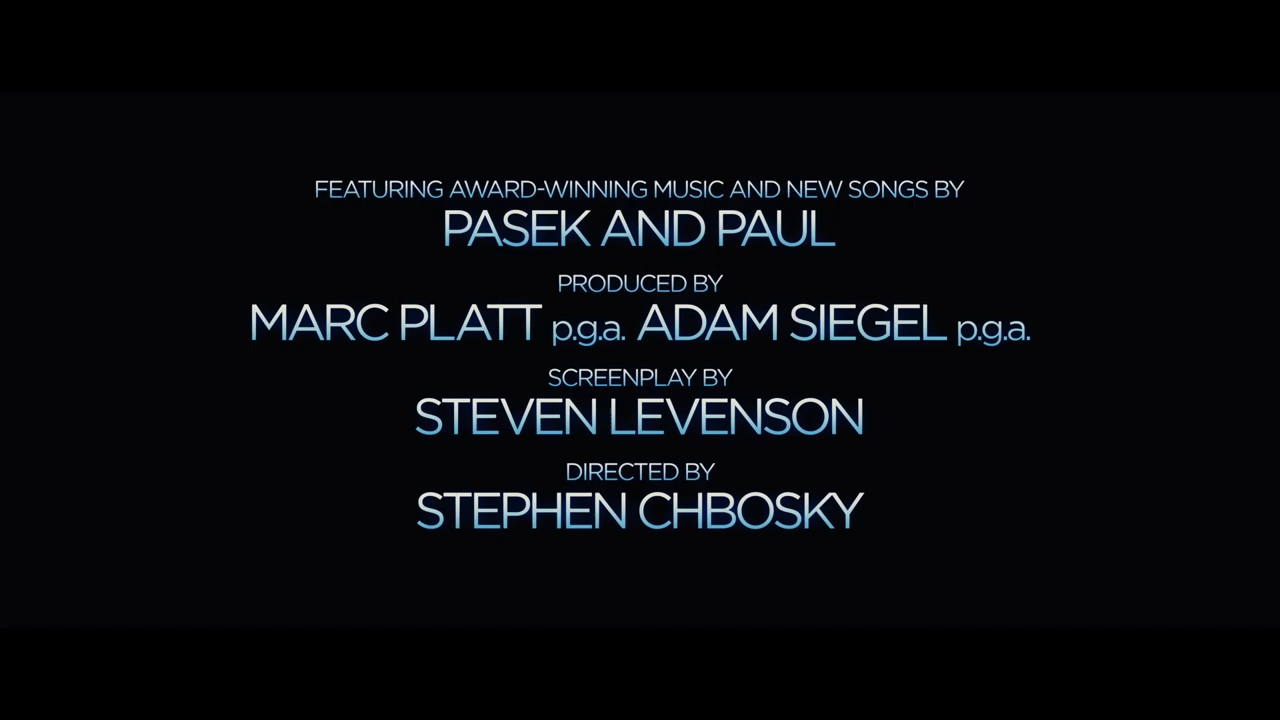 FEATURING AWARD-WINNING MUSIC AND NEW SONGS BY
PASEK AND PAUL
PRODUCED BY
MARC PLATT p.g.a. ADAM SIEGEL p.g.a.
SCREENPLAY BY
STEVEN LEVENSON
DIRECTED BY
STEPHEN CHBOSKY